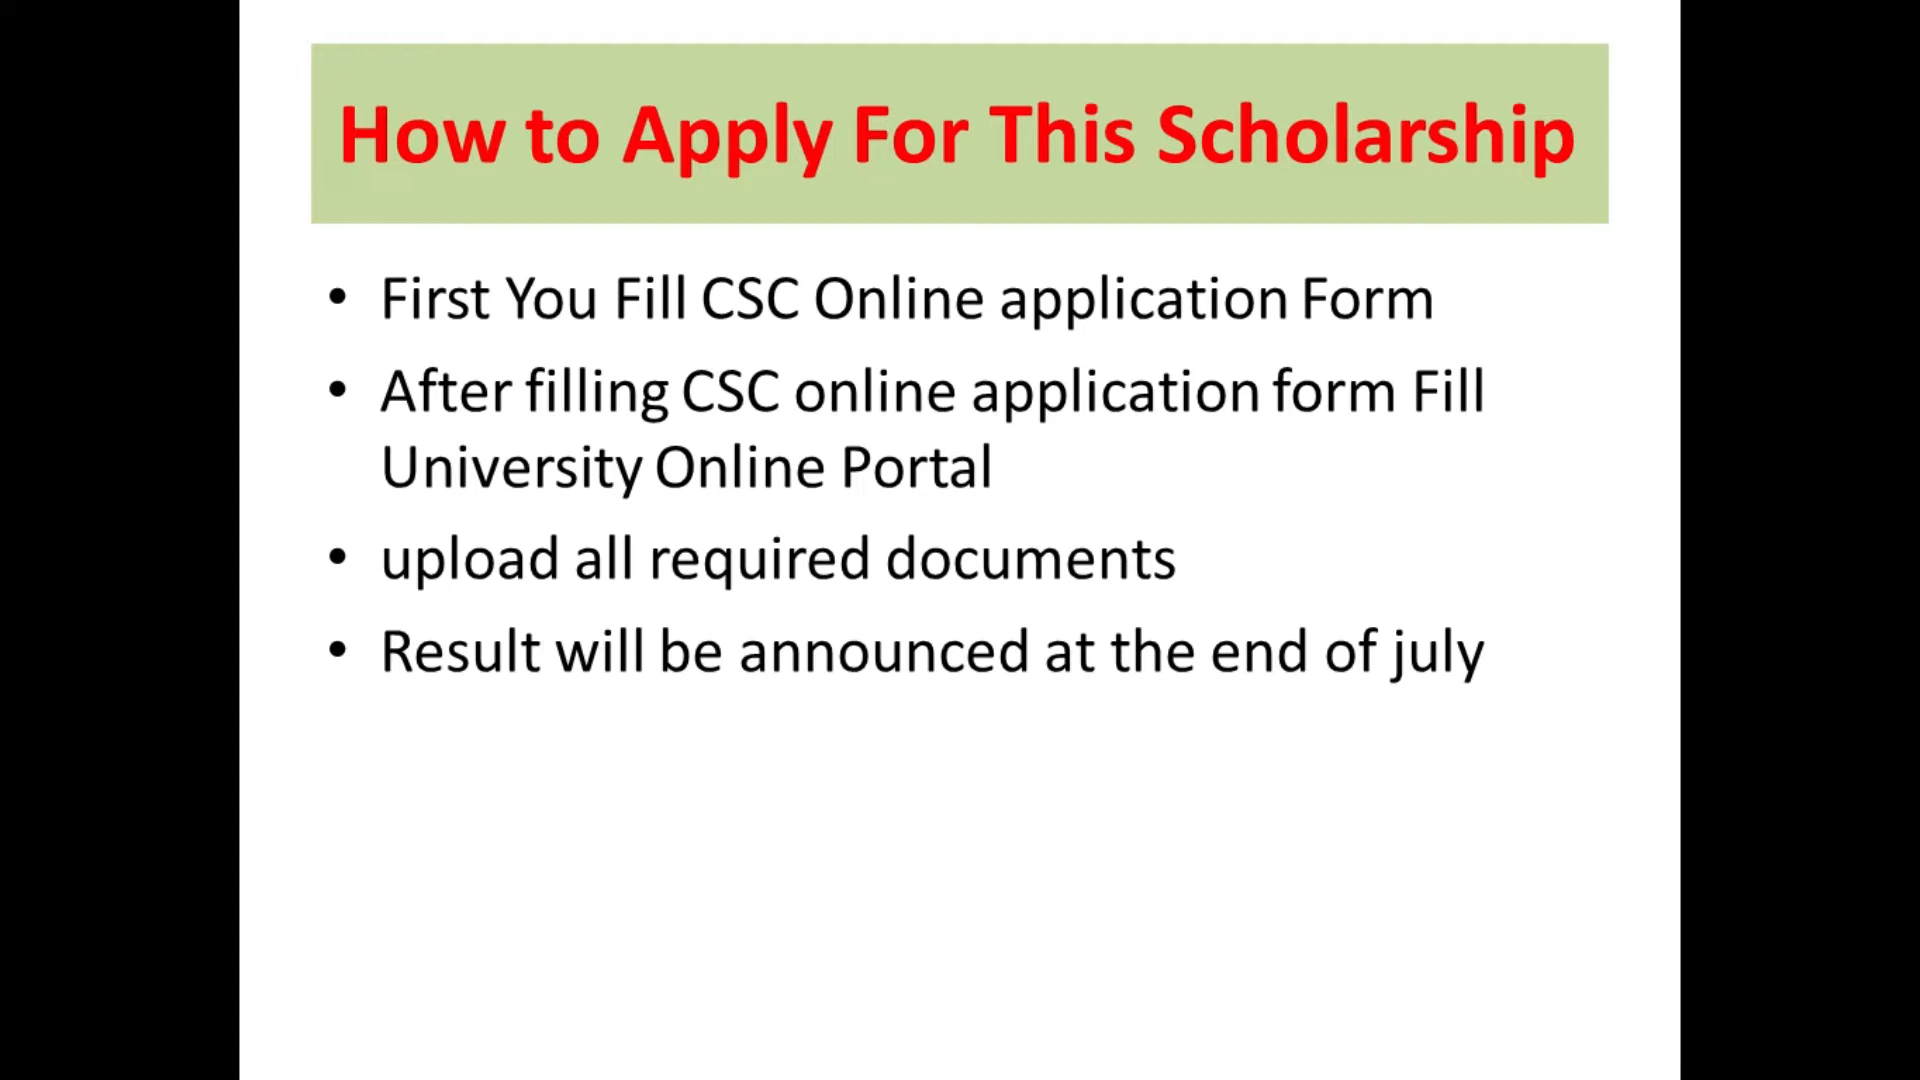 How to Apply For This Scholarship
• First You Fill CSC Online application Form
• After filling CSC online application form Fill
University Online Portal
• upload all required documents
• Result will be announced at the end of july